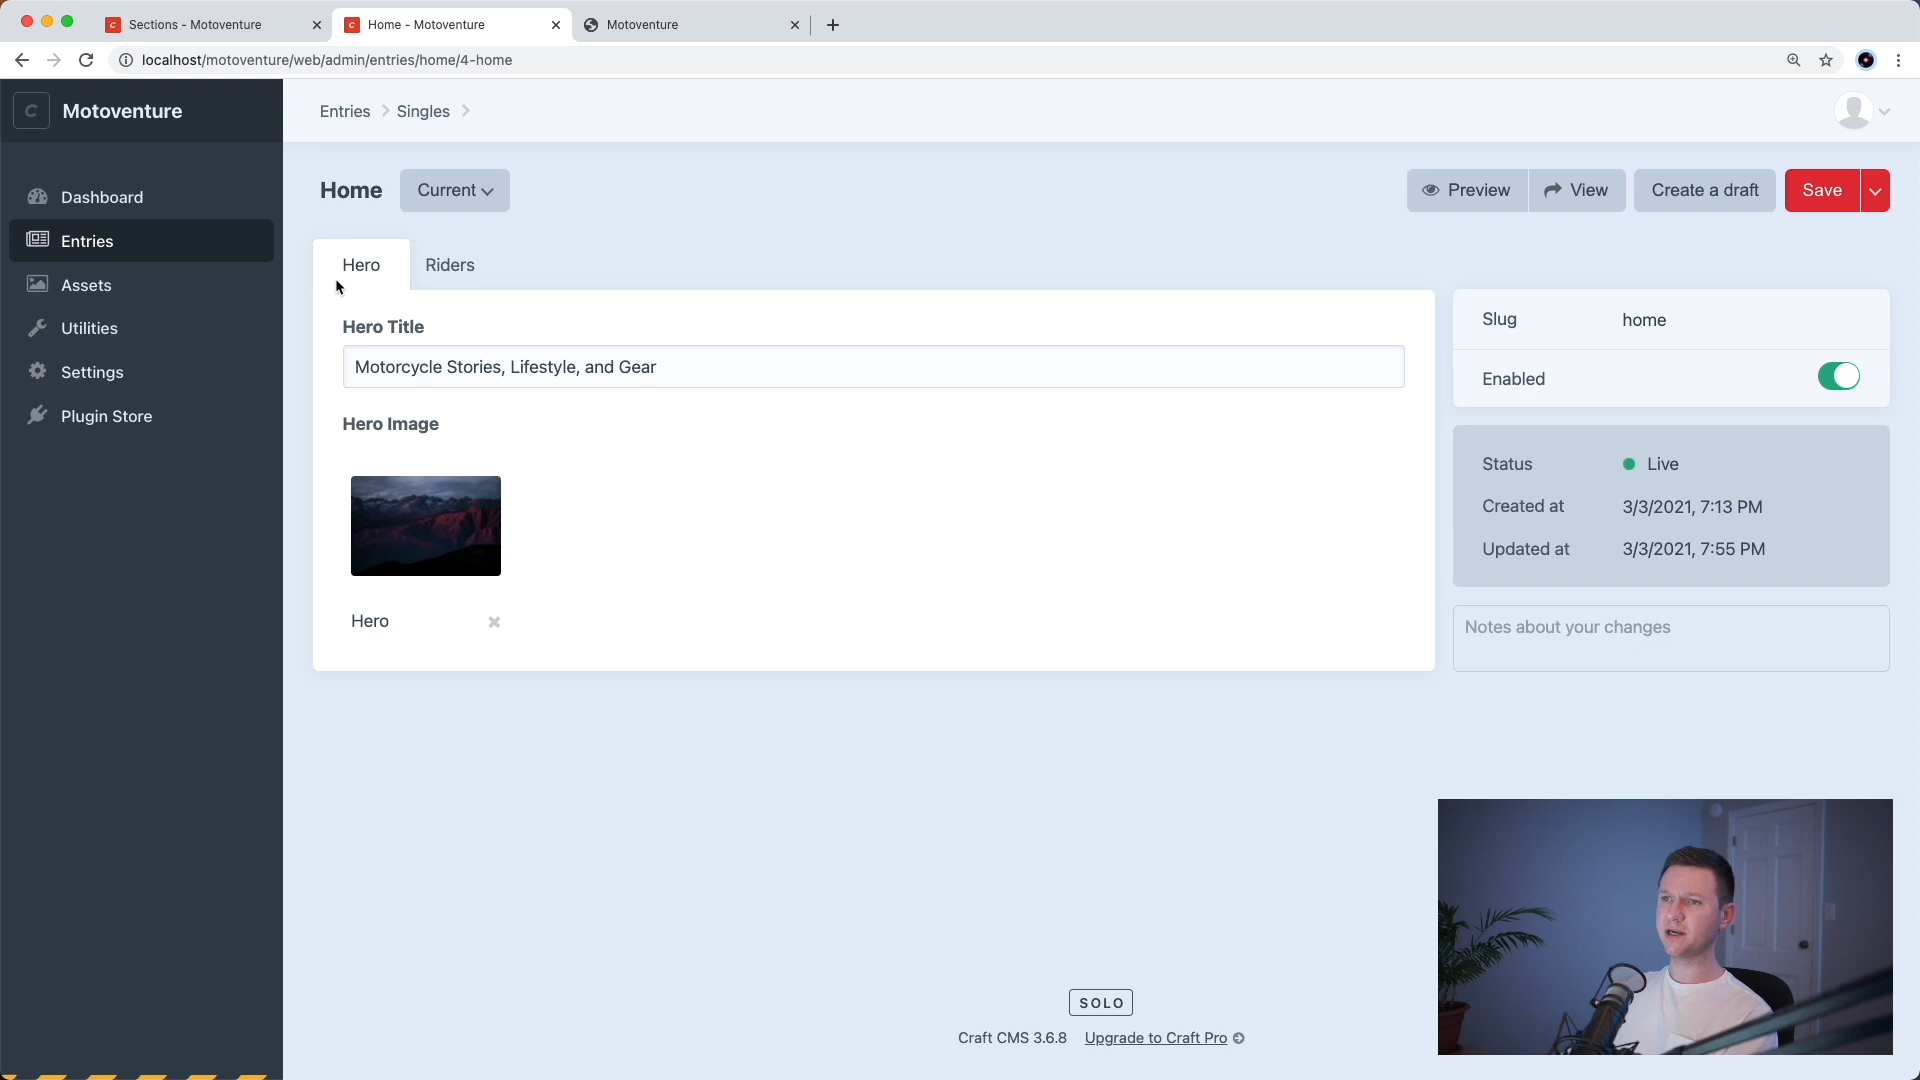 Sections - Motoventure
Home - Motoventure
Motoventure
localhost/motoventure/web/admin/entries/home/4-home
C Motoventure
Entries Singles
Home Current
Preview View Create a draft Save
Dashboard
Entries
Assets
Utilities
Settings
Plugin Store
Hero Riders
Hero Title
Motorcycle Stories, Lifestyle, and Gear
Hero Image
Hero
Slug home
Enabled
Status Live
Created at 3/3/2021, 7:13 PM
Updated at 3/3/2021, 7:55 PM
Notes about your changes
SOLO
Craft CMS 3.6.8 Upgrade to Craft Pro